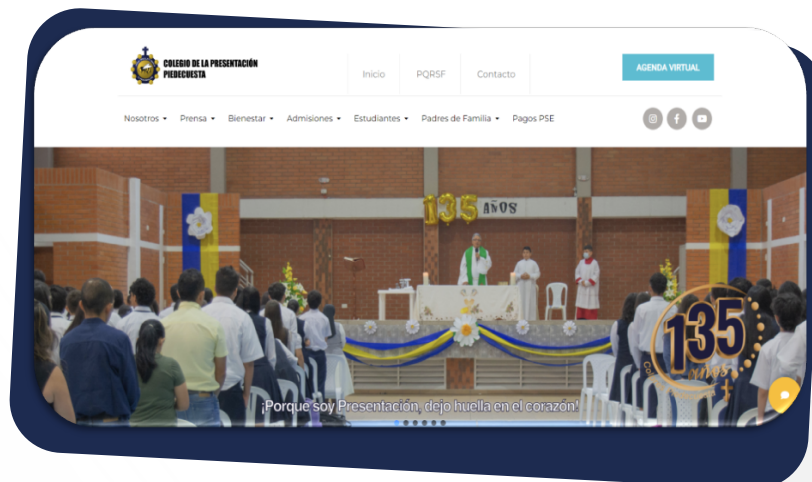 COLEGIO DE LA PRESENTACIÓN
PIEDECUESTA
Inicio
PQRSF
Contacto
AGENDA VIRTUAL
Nosotros
Prensa
Bienestar
Admisiones
Estudiantes
Padres de Familia
Pagos PSE
135 AÑOS
135
años
¡Porque soy Presentación, dejo huella en el corazón!